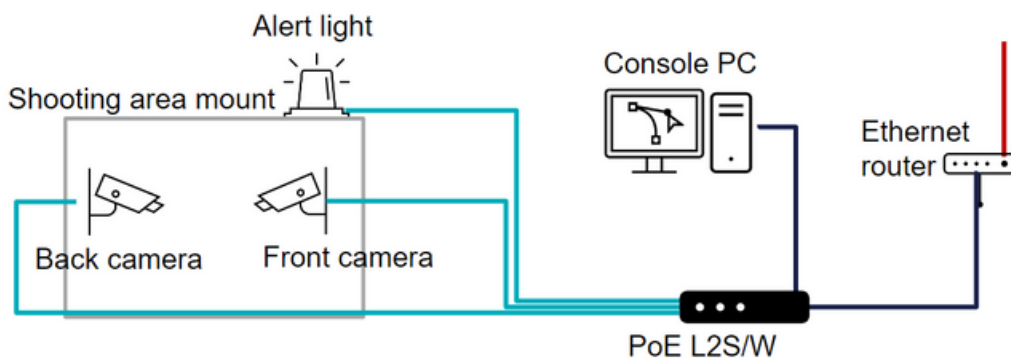 Alert light
Shooting area mount
Console PC
Ethernet
router
Back camera
Front camera
PoE L2S/W